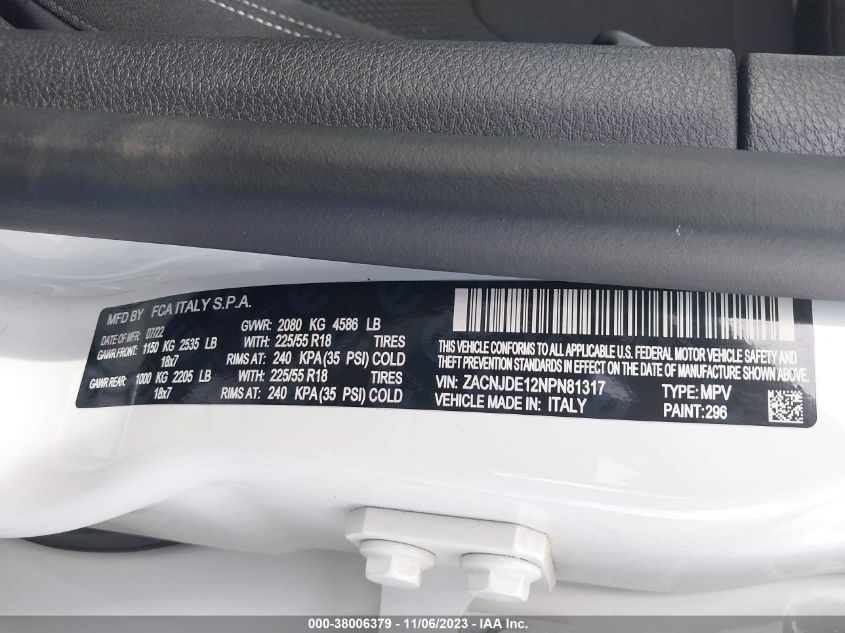 MFD BY FCA ITALY S.P.A.
DATE OF MFR: 07/22 GVWR: 2080 KG 4586 LB
GAWR FRONT: 1150 KG 2535 LB WITH: 225/55 R18 TIRES
18x7 RIMS AT: 240 KPA(35 PSI) COLD
GAWR REAR: 1000 KG 2205 LB WITH: 225/55 R18 TIRES
18x7 RIMS AT: 240 KPA(35 PSI) COLD
THIS VEHICLE CONFORMS TO ALL APPLICABLE U.S. FEDERAL MOTOR VEHICLE SAFETY AND
THEFT PREVENTION STANDARDS IN EFFECT ON THE DATE OF MANUFACTURE SHOWN ABOVE.
VIN: ZACNJDE12NPN81317 TYPE: MPV
VEHICLE MADE IN: ITALY PAINT: 296
000-38006379 - 11/06/2023 - IAA Inc.